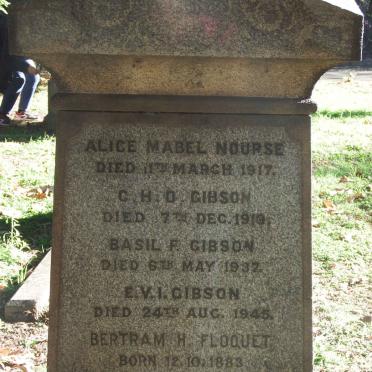 ALICE MABEL NOURSE
DIED 11TH MARCH 1917.
C. H. D. GIBSON
DIED 7TH DEC. 1919.
BASIL F. GIBSON
DIED 6TH MAY 1937.
E.V.I. GIBSON
DIED 24TH AUG. 1945.
BERTRAM H. FLOQUET
BORN 12.10.1883